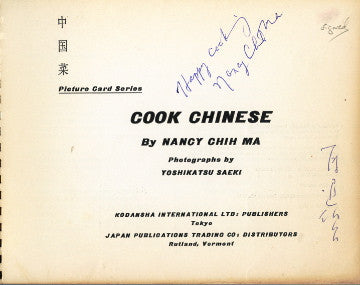 中
国
菜
Happy cooking
Nancy Chih Ma
signed
Picture Card Series
COOK CHINESE
By NANCY CHIH MA
Photographs by
YOSHIKATSU SAEKI
KODANSHA INTERNATIONAL LTD: PUBLISHERS
Tokyo
JAPAN PUBLICATIONS TRADING CO: DISTRIBUTORS
Rutland, Vermont